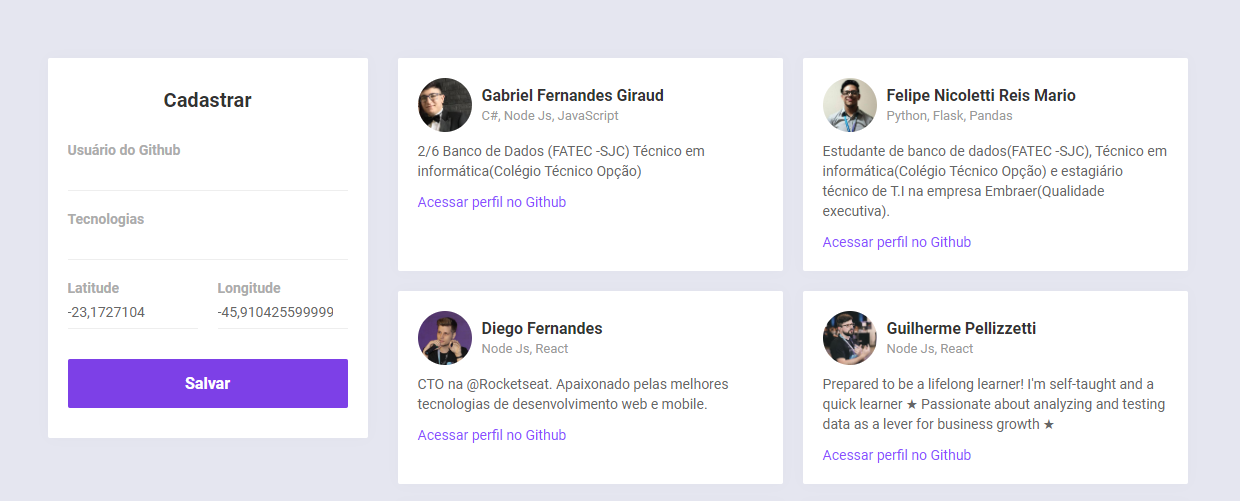 Cadastrar
Usuário do Github
Tecnologias
Latitude
Longitude
-23,1727104
-45,910425599999
Salvar
Gabriel Fernandes Giraud
C#, Node Js, JavaScript
2/6 Banco de Dados (FATEC -SJC) Técnico em
informática(Colégio Técnico Opção)
Acessar perfil no Github
Felipe Nicoletti Reis Mario
Python, Flask, Pandas
Estudante de banco de dados(FATEC -SJC), Técnico em
informática(Colégio Técnico Opção) e estagiário
técnico de T.I na empresa Embraer(Qualidade
executiva).
Acessar perfil no Github
Diego Fernandes
Node Js, React
CTO na @Rocketseat. Apaixonado pelas melhores
tecnologias de desenvolvimento web e mobile.
Acessar perfil no Github
Guilherme Pellizzetti
Node Js, React
Prepared to be a lifelong learner! I'm self-taught and a
quick learner ★ Passionate about analyzing and testing
data as a lever for business growth ★
Acessar perfil no Github